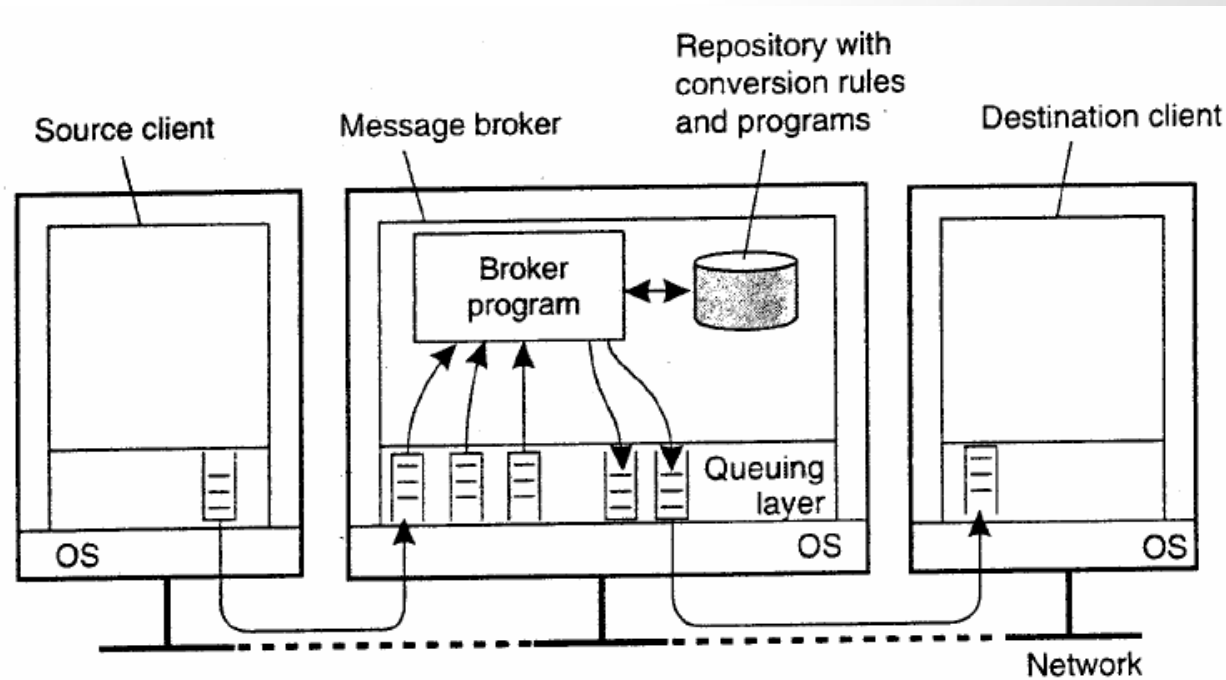 Repository with
conversion rules
and programs
Source client
Message broker
Destination client
Broker
program
Queuing
layer
OS
OS
OS
Network